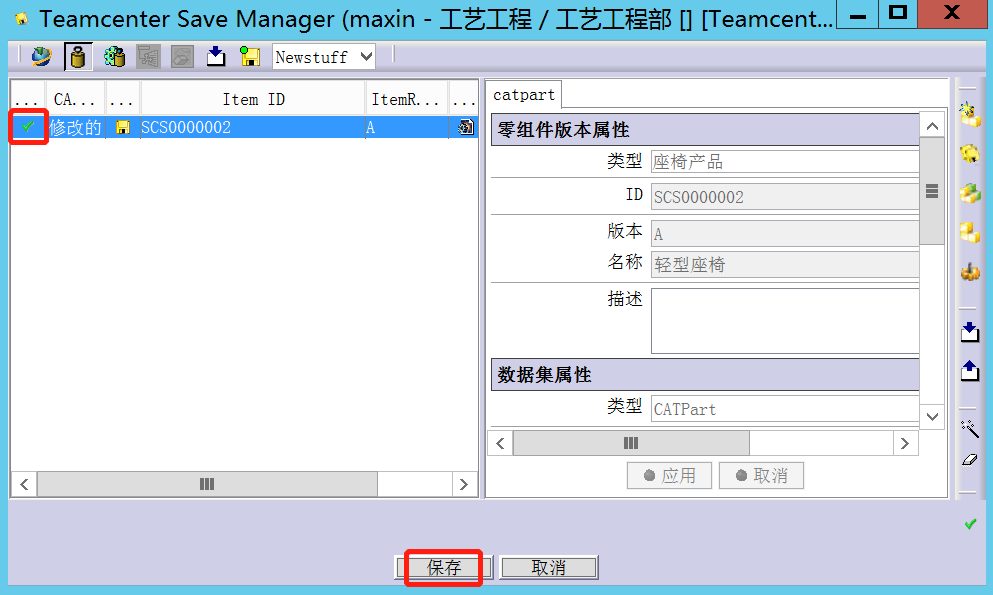 Teamcenter Save Manager (maxin - 工艺工程 / 工艺工程部 [] [Teamcent...
Newstuff
... CA... ... Item ID ItemR... ...
修改的 SCS0000002 A
catpart
零组件版本属性
类型 座椅产品
ID SCS0000002
版本 A
名称 轻型座椅
描述
数据集属性
类型 CATPart
应用 取消
保存 取消